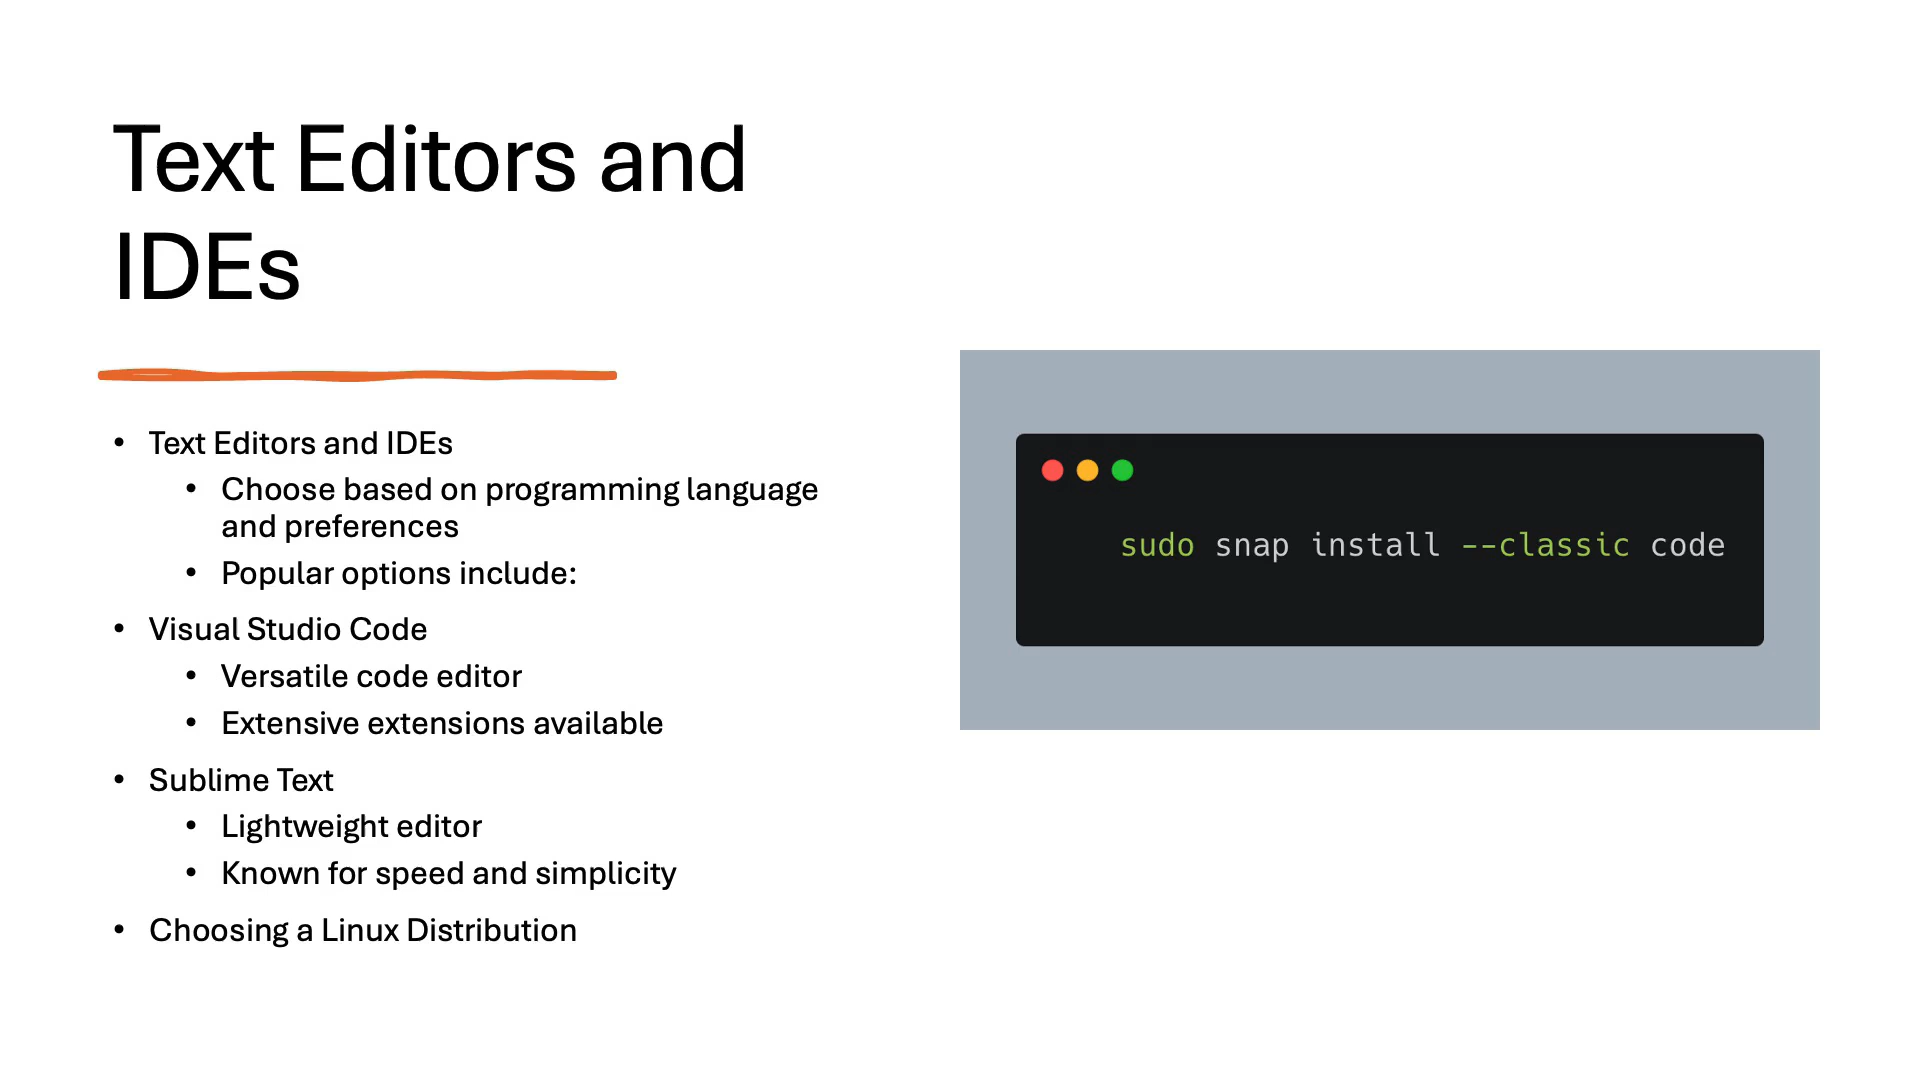 Text Editors and
IDEs
• Text Editors and IDEs
• Choose based on programming language
and preferences
• Popular options include:
• Visual Studio Code
• Versatile code editor
• Extensive extensions available
• Sublime Text
• Lightweight editor
• Known for speed and simplicity
• Choosing a Linux Distribution
sudo snap install --classic code